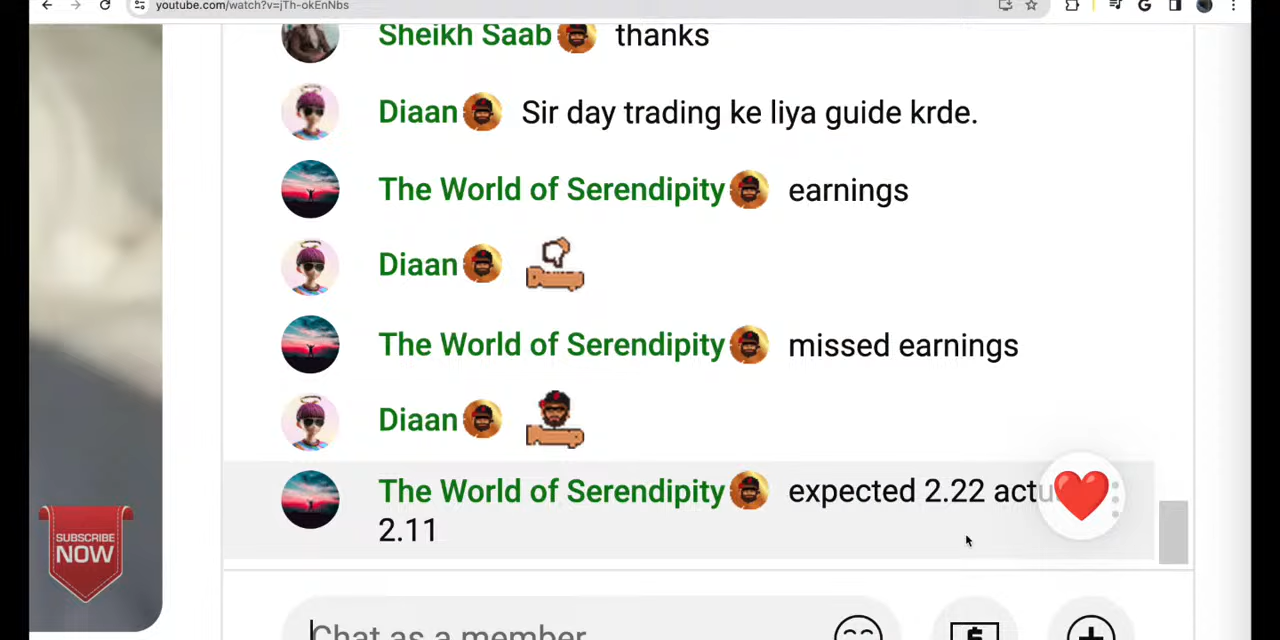 youtube.com/watch?v=jTh-okEnNbs
Sheikh Saab thanks
Diaan Sir day trading ke liya guide krde.
The World of Serendipity earnings
Diaan
The World of Serendipity missed earnings
Diaan
The World of Serendipity expected 2.22
2.11
SUBSCRIBE
NOW
Chat as a member